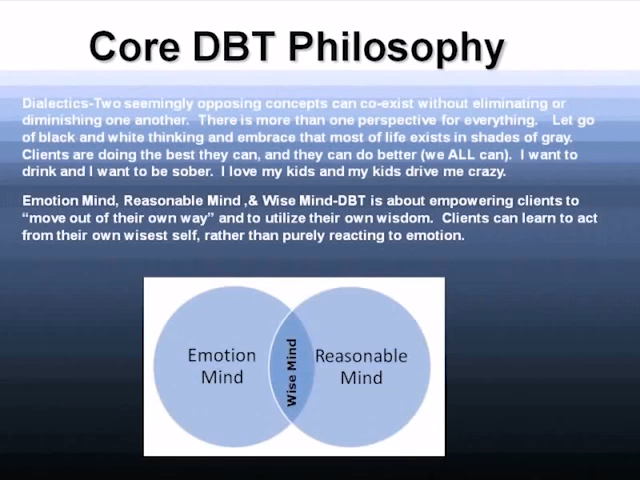 Core DBT Philosophy
Dialectics-Two seemingly opposing concepts can co-exist without eliminating or
diminishing one another.  There is more than one perspective for everything.   Let go
of black and white thinking and embrace that most of life exists in shades of gray.
Clients are doing the best they can, and they can do better (we ALL can).  I want to
drink and I want to be sober.  I love my kids and my kids drive me crazy.
Emotion Mind, Reasonable Mind ,& Wise Mind-DBT is about empowering clients to
“move out of their own way” and to utilize their own wisdom.  Clients can learn to act
from their own wisest self, rather than purely reacting to emotion.
Emotion
Mind
Wise Mind
Reasonable
Mind